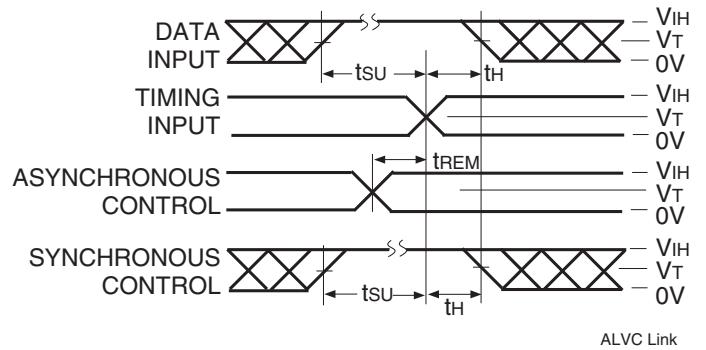 DATA
INPUT
tSU
tH
VIH
VT
0V
TIMING
INPUT
VIH
VT
0V
tREM
ASYNCHRONOUS
CONTROL
VIH
VT
0V
SYNCHRONOUS
CONTROL
tSU
tH
VIH
VT
0V
ALVC Link